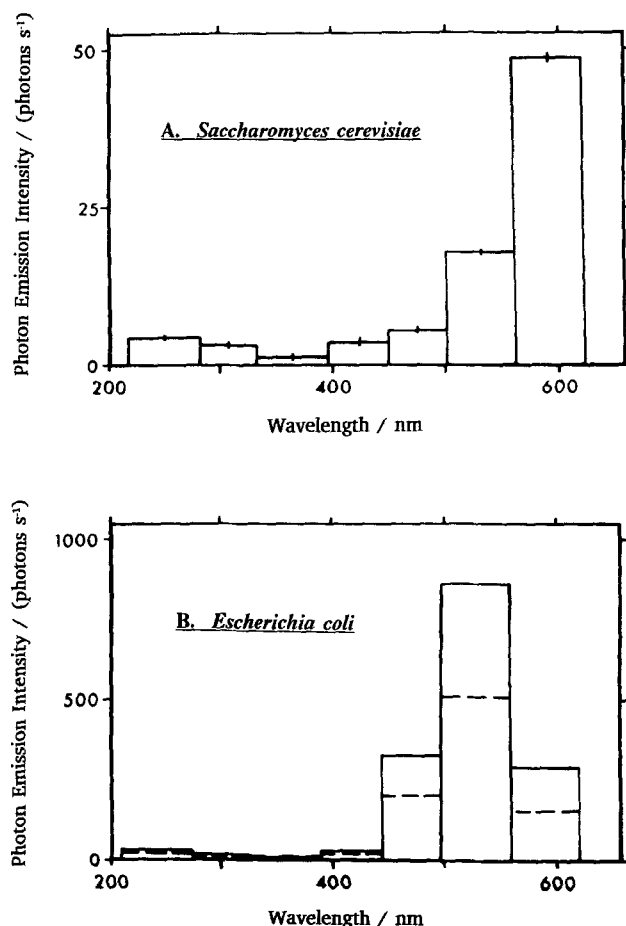 Photon Emission Intensity / (photons s⁻¹)
50
25
0
A. Saccharomyces cerevisiae
200
400
600
Wavelength / nm
Photon Emission Intensity / (photons s⁻¹)
1000
500
0
B. Escherichia coli
200
400
600
Wavelength / nm